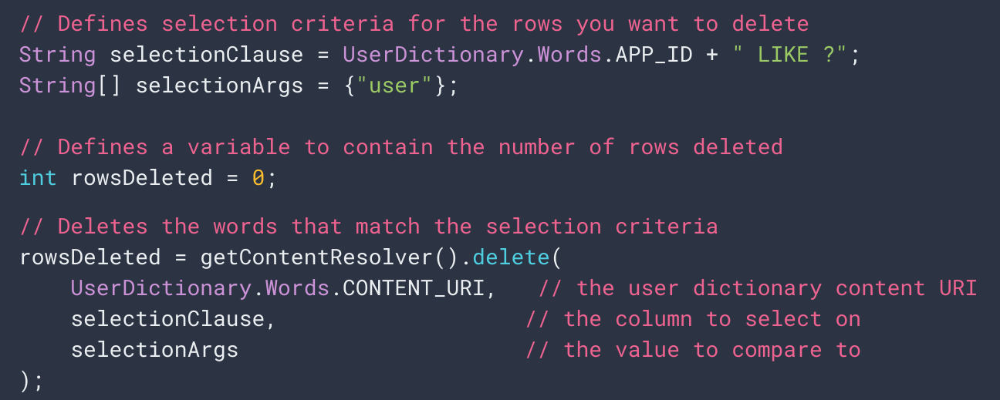 // Defines selection criteria for the rows you want to delete
String selectionClause = UserDictionary.Words.APP_ID + " LIKE ?";
String[] selectionArgs = {"user"};
// Defines a variable to contain the number of rows deleted
int rowsDeleted = 0;
// Deletes the words that match the selection criteria
rowsDeleted = getContentResolver().delete(
    UserDictionary.Words.CONTENT_URI,   // the user dictionary content URI
    selectionClause,                   // the column to select on
    selectionArgs                      // the value to compare to
);